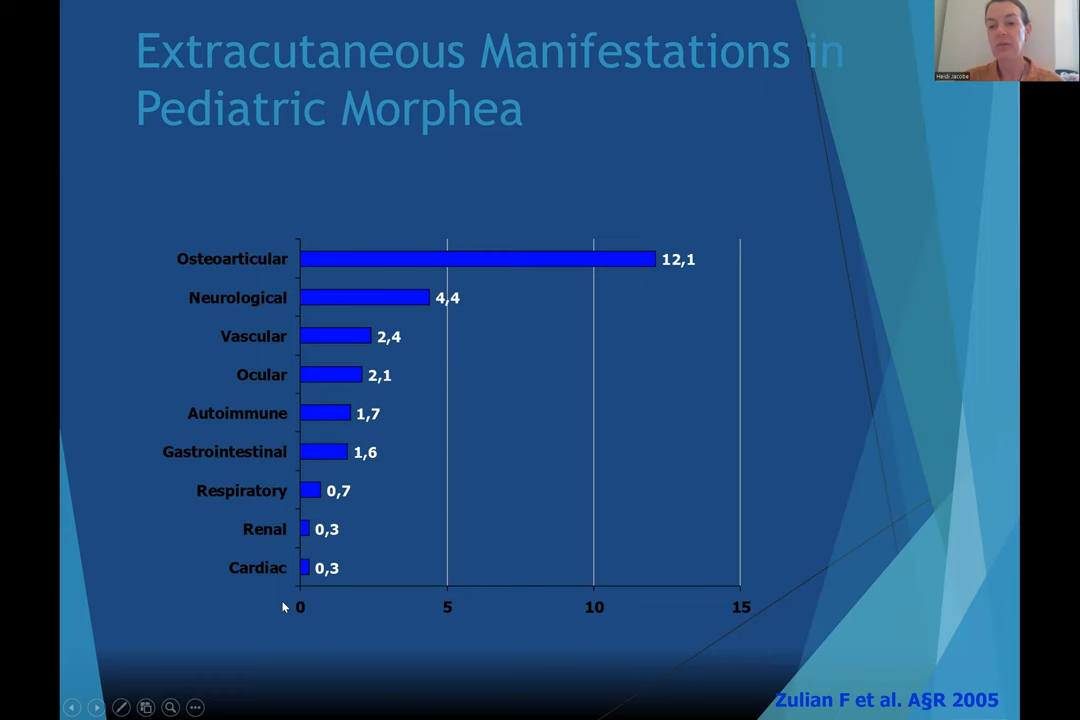 Extracutaneous Manifestations in
Pediatric Morphea
Heidi Jacobe
Osteoarticular 12,1
Neurological 4,4
Vascular 2,4
Ocular 2,1
Autoimmune 1,7
Gastrointestinal 1,6
Respiratory 0,7
Renal 0,3
Cardiac 0,3
0 5 10 15
Zulian F et al. A§R 2005